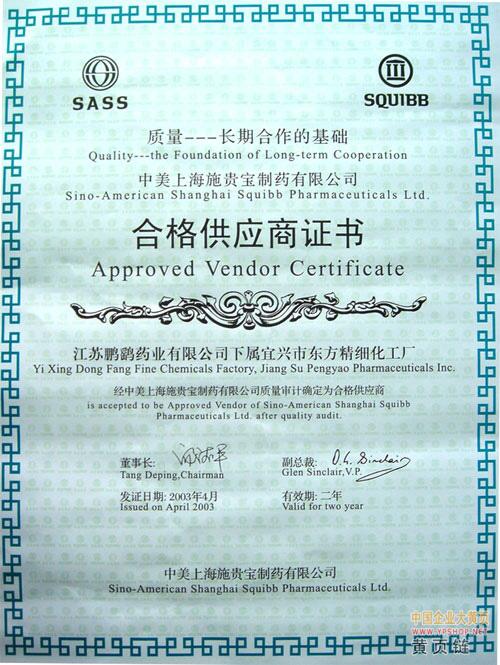 SASS
SQUIBB
质量---长期合作的基础
Quality---the Foundation of Long-term Cooperation
中美上海施贵宝制药有限公司
Sino-American Shanghai Squibb Pharmaceuticals Ltd.
合格供应商证书
Approved Vendor Certificate
江苏鹏鹞药业有限公司下属宜兴市东方精细化工厂
Yi Xing Dong Fang Fine Chemicals Factory, Jiang Su Pengyao Pharmaceuticals Inc.
经中美上海施贵宝制药有限公司质量审计确定为合格供应商
is accepted to be Approved Vendor of Sino-American Shanghai Squibb
Pharmaceuticals Ltd. after quality audit.
董事长:
Tang Deping,Chairman
副总裁: D. G. Sinclair
Glen Sinclair,V.P.
发证日期: 2003年4月
Issued on April 2003
有效期: 二年
Valid for two year
中美上海施贵宝制药有限公司
Sino-American Shanghai Squibb Pharmaceuticals Ltd.
中国企业大黄页
www.YPSHOP.NET
黄页链